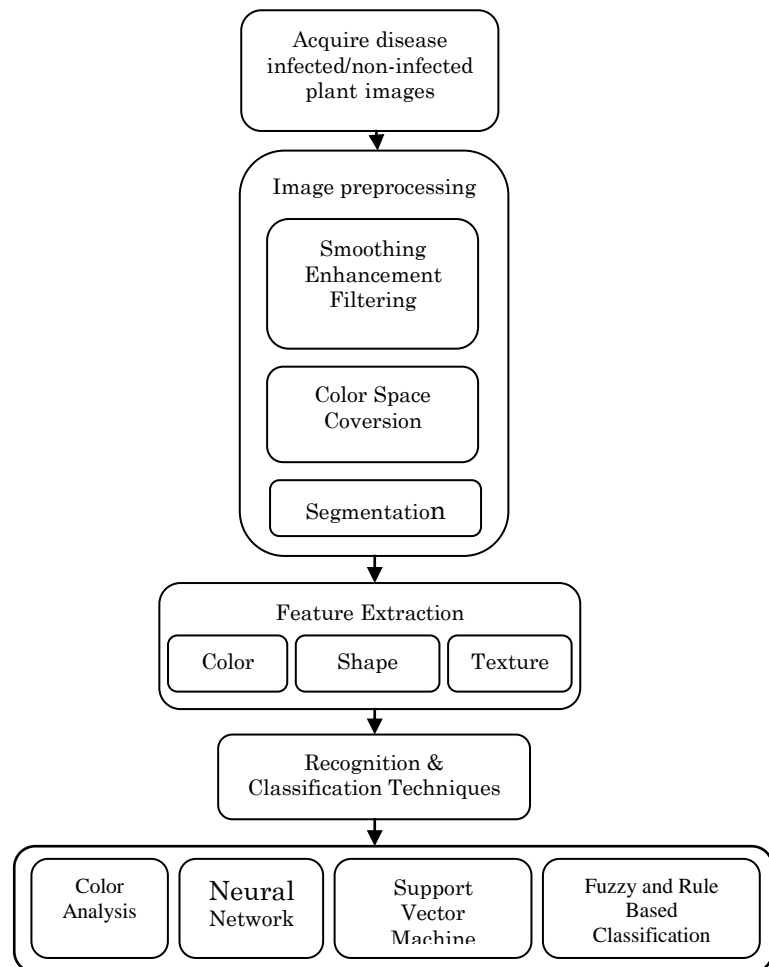 Acquire disease
infected/non-infected
plant images
Image preprocessing
Smoothing
Enhancement
Filtering
Color Space
Coversion
Segmentation
Feature Extraction
Color
Shape
Texture
Recognition &
Classification Techniques
Color
Analysis
Neural
Network
Support
Vector
Machine
Fuzzy and Rule
Based
Classification